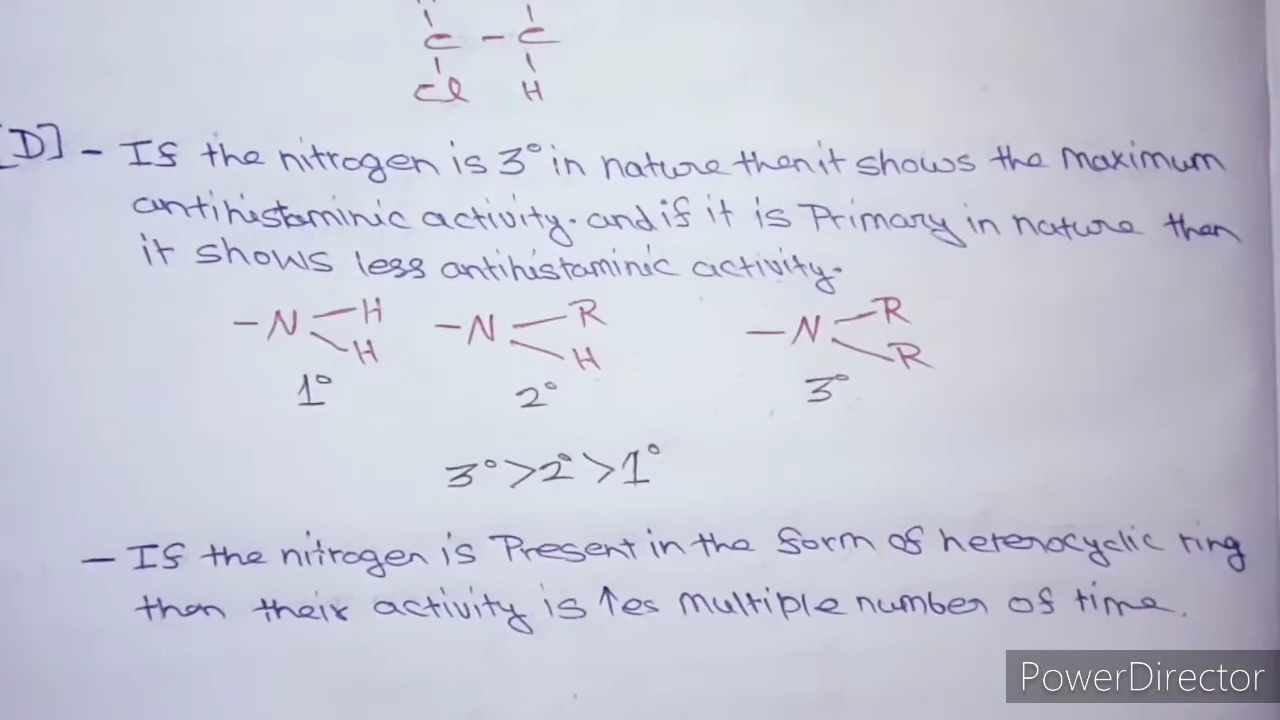 C - C
Cl H
[D] - If the nitrogen is 3° in nature then it shows the maximum
antihistaminic activity. and if it is Primary in nature than
it shows less antihistaminic activity.
-N H H -N R H -N R R
1° 2° 3°
3° > 2° > 1°
- If the nitrogen is Present in the form of heterocyclic ring
than their activity is ↑es multiple number of time.
PowerDirector